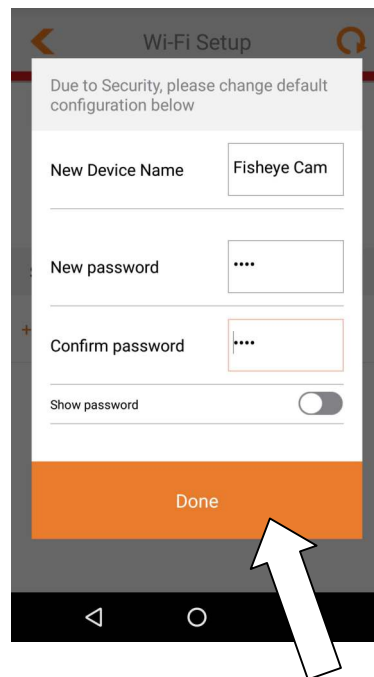 Wi-Fi Setup
Due to Security, please change default
configuration below
New Device Name
Fisheye Cam
New password
••••
Confirm password
••••
Show password
Done